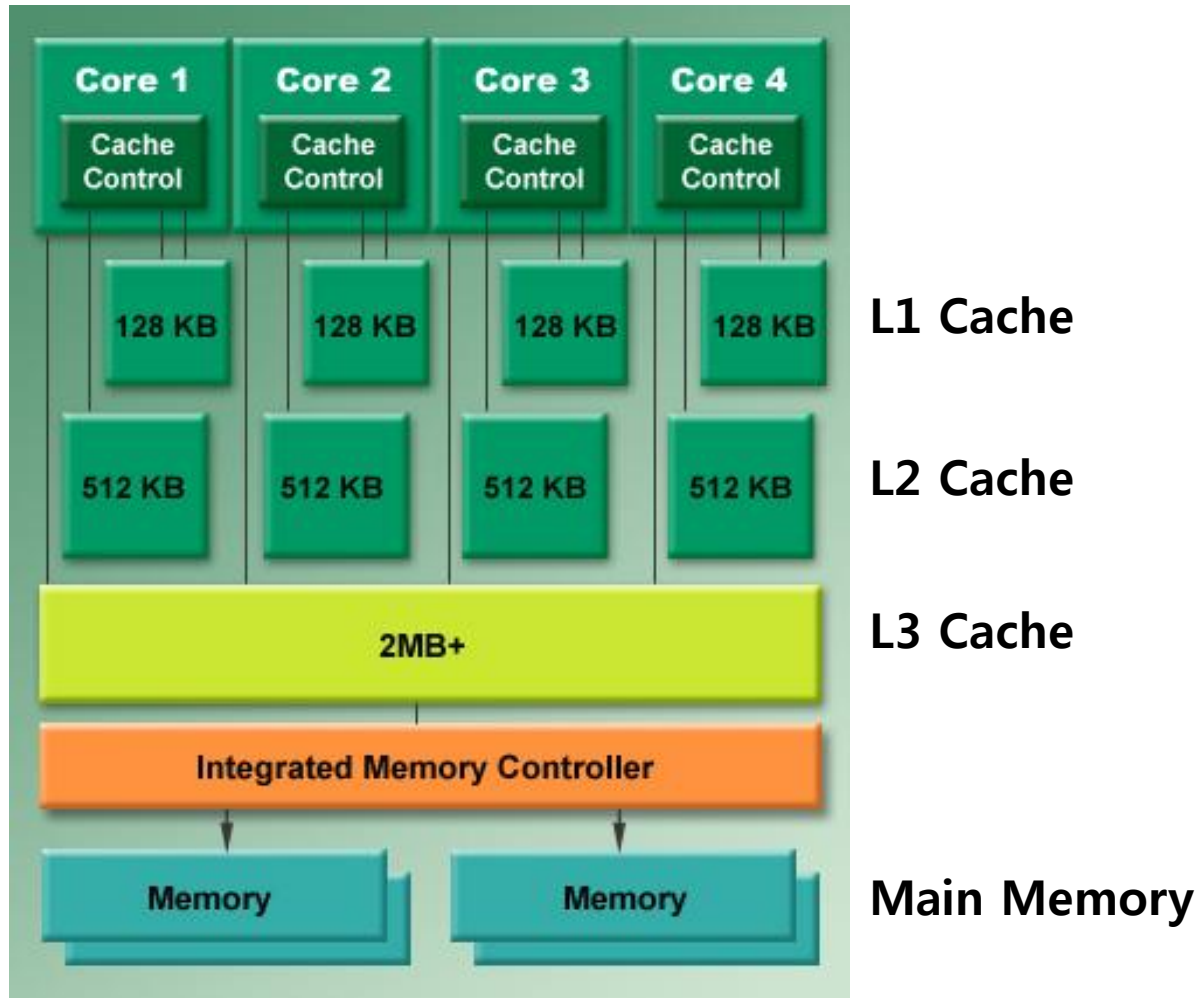 Core 1
Core 2
Core 3
Core 4
Cache
Control
Cache
Control
Cache
Control
Cache
Control
128 KB
128 KB
128 KB
128 KB
L1 Cache
512 KB
512 KB
512 KB
512 KB
L2 Cache
2MB+
L3 Cache
Integrated Memory Controller
Memory
Memory
Main Memory